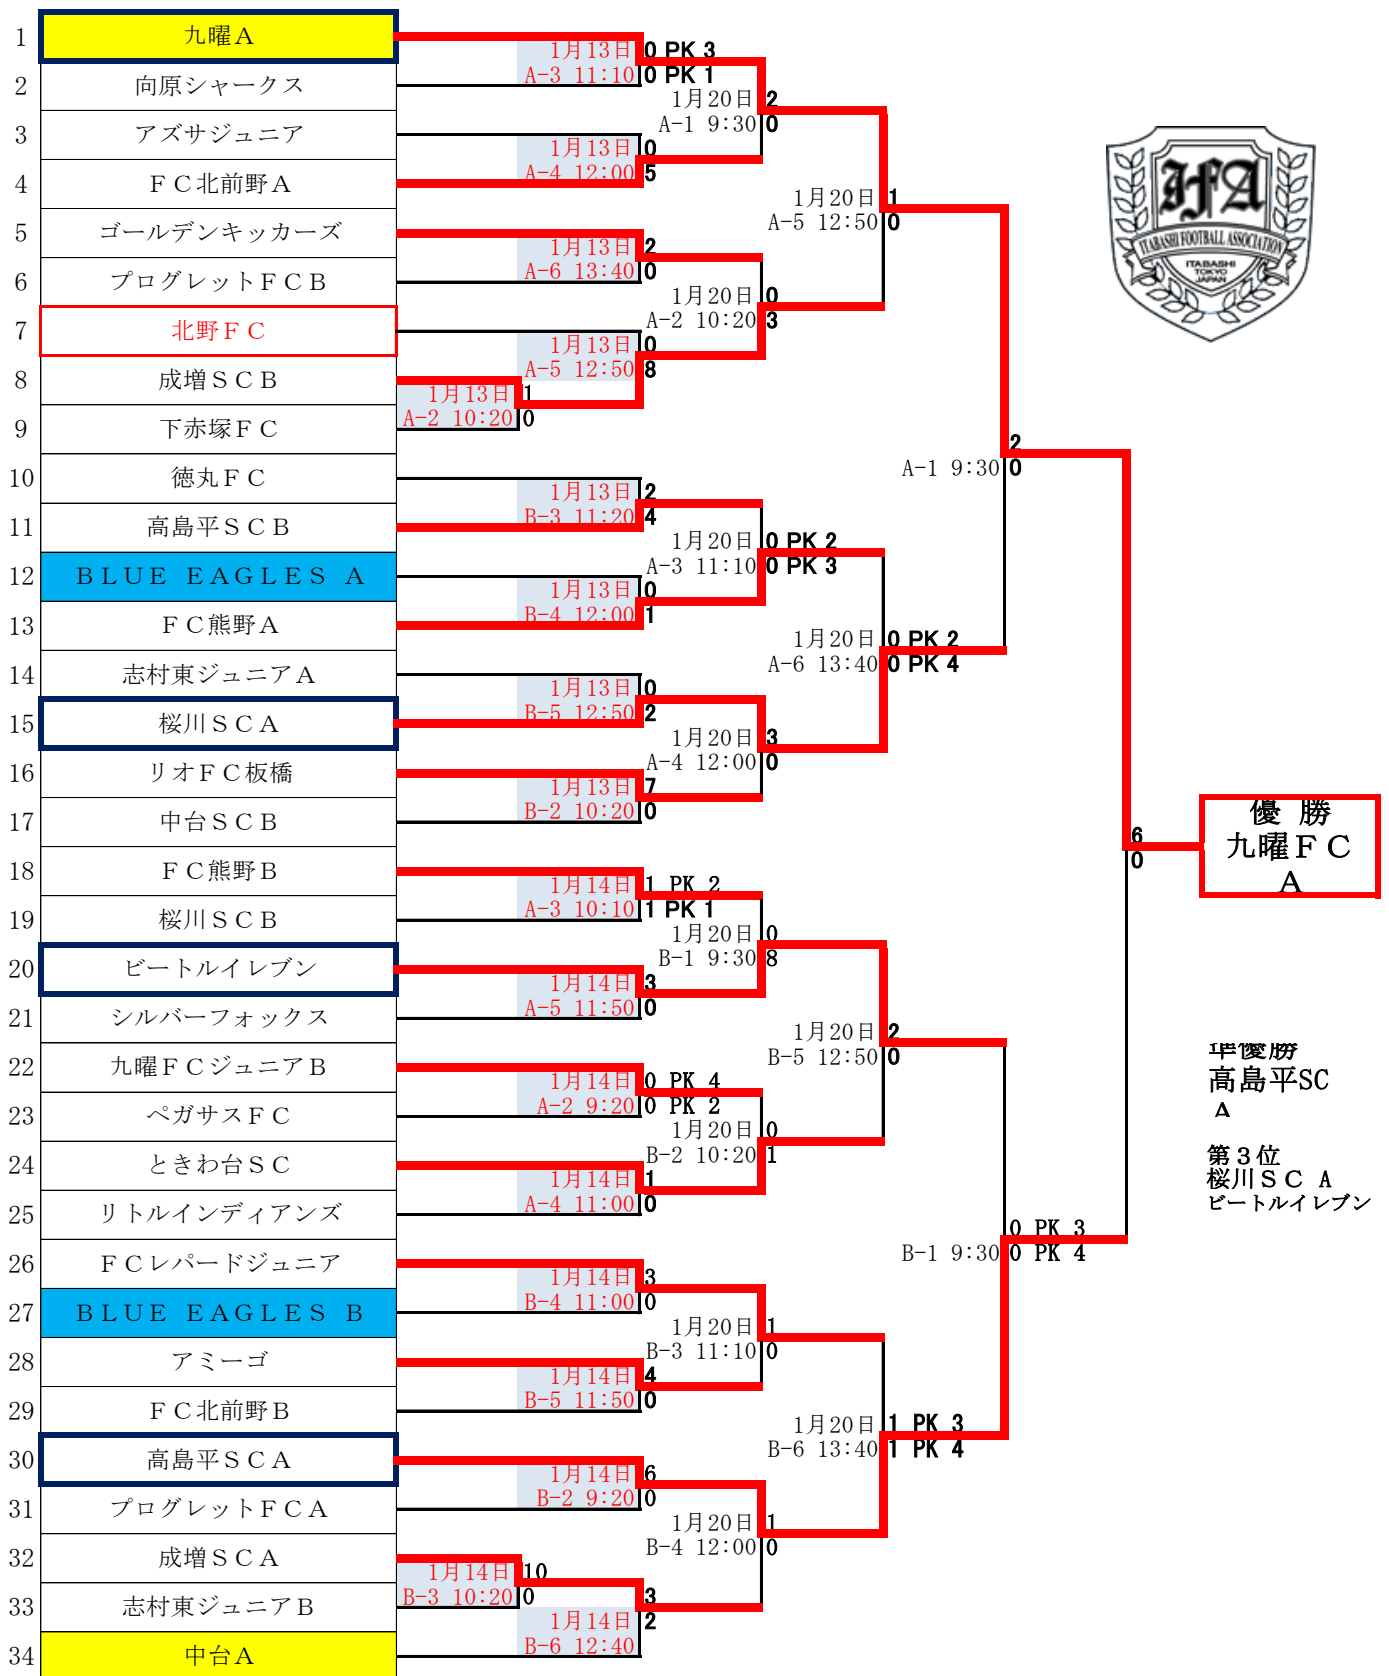 1 九曜A
2 向原シャークス
3 アズサジュニア
4 ＦＣ北前野Ａ
5 ゴールデンキッカーズ
6 プログレットＦＣＢ
7 北野ＦＣ
8 成増ＳＣＢ
9 下赤塚ＦＣ
10 徳丸ＦＣ
11 高島平ＳＣＢ
12 ＢＬＵＥ ＥＡＧＬＥＳ Ａ
13 ＦＣ熊野Ａ
14 志村東ジュニアＡ
15 桜川ＳＣＡ
16 リオＦＣ板橋
17 中台ＳＣＢ
18 ＦＣ熊野Ｂ
19 桜川ＳＣＢ
20 ビートルイレブン
21 シルバーフォックス
22 九曜ＦＣジュニアＢ
23 ペガサスＦＣ
24 ときわ台ＳＣ
25 リトルインディアンズ
26 ＦＣレパードジュニア
27 ＢＬＵＥ ＥＡＧＬＥＳ Ｂ
28 アミーゴ
29 ＦＣ北前野Ｂ
30 高島平ＳＣＡ
31 プログレットＦＣＡ
32 成増ＳＣＡ
33 志村東ジュニアＢ
34 中台Ａ
1月13日 1
A-2 10:20 0
1月14日 10
B-3 10:20 0
1月13日 0 PK 3
A-3 11:10 0 PK 1
1月13日 0
A-4 12:00 5
1月13日 2
A-6 13:40 0
1月13日 0
A-5 12:50 8
1月13日 2
B-3 11:20 4
1月13日 0
B-4 12:00 1
1月13日 0
B-5 12:50 2
1月13日 7
B-2 10:20 0
1月14日 1 PK 2
A-3 10:10 1 PK 1
1月14日 3
A-5 11:50 0
1月14日 0 PK 4
A-2 9:20 0 PK 2
1月14日 1
A-4 11:00 0
1月14日 3
B-4 11:00 0
1月14日 4
B-5 11:50 0
1月14日 6
B-2 9:20 0
3
1月14日 2
B-6 12:40
1月20日 2
A-1 9:30 0
1月20日 0
A-2 10:20 3
1月20日 0 PK 2
A-3 11:10 0 PK 3
1月20日 3
A-4 12:00 0
1月20日 0
B-1 9:30 8
1月20日 0
B-2 10:20 1
1月20日 1
B-3 11:10 0
1月20日 1
B-4 12:00 0
1月20日 1
A-5 12:50 0
1月20日 0 PK 2
A-6 13:40 0 PK 4
1月20日 2
B-5 12:50 0
1月20日 1 PK 3
B-6 13:40 1 PK 4
2
A-1 9:30 0
0 PK 3
B-1 9:30 0 PK 4
6
0
IFA
ITABASHI FOOTBALL ASSOCIATION
ITABASHI
TOKYO
JAPAN
優 勝
九曜ＦＣ
Ａ
準優勝
高島平SC
A
第３位
桜川ＳＣ A
ビートルイレブン